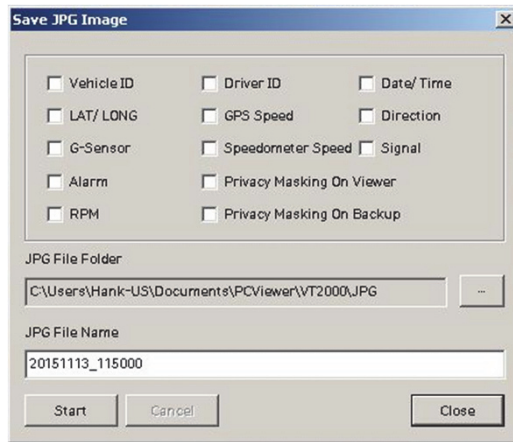 Save JPG Image
Vehicle ID Driver ID Date/ Time
LAT/ LONG GPS Speed Direction
G-Sensor Speedometer Speed Signal
Alarm Privacy Masking On Viewer
RPM Privacy Masking On Backup
JPG File Folder
C:\Users\Hank-US\Documents\PCViewer\VT2000\JPG ...
JPG File Name
20151113_115000
Start Cancel Close